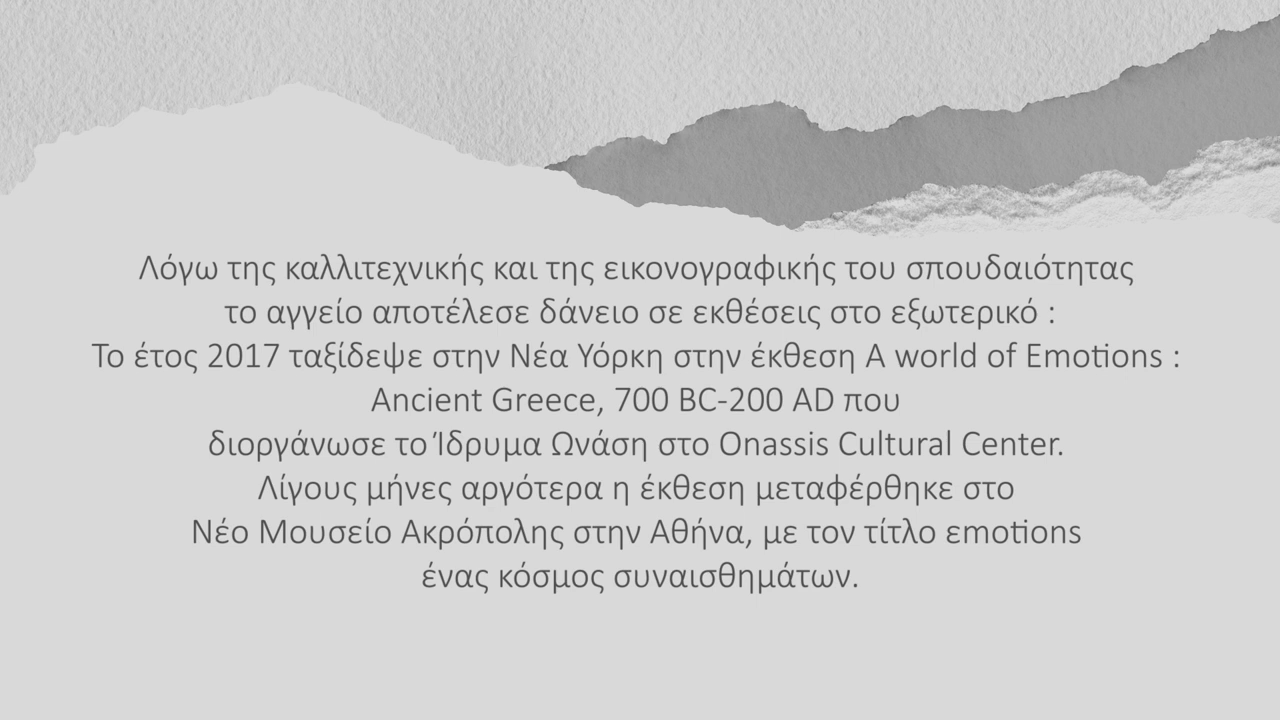 Λόγω της καλλιτεχνικής και της εικονογραφικής του σπουδαιότητας
το αγγείο αποτέλεσε δάνειο σε εκθέσεις στο εξωτερικό :
Το έτος 2017 ταξίδεψε στην Νέα Υόρκη στην έκθεση A world of Emotions :
Ancient Greece, 700 BC-200 AD που
διοργάνωσε το Ίδρυμα Ωνάση στο Onassis Cultural Center.
Λίγους μήνες αργότερα η έκθεση μεταφέρθηκε στο
Νέο Μουσείο Ακρόπολης στην Αθήνα, με τον τίτλο εmotions
ένας κόσμος συναισθημάτων.